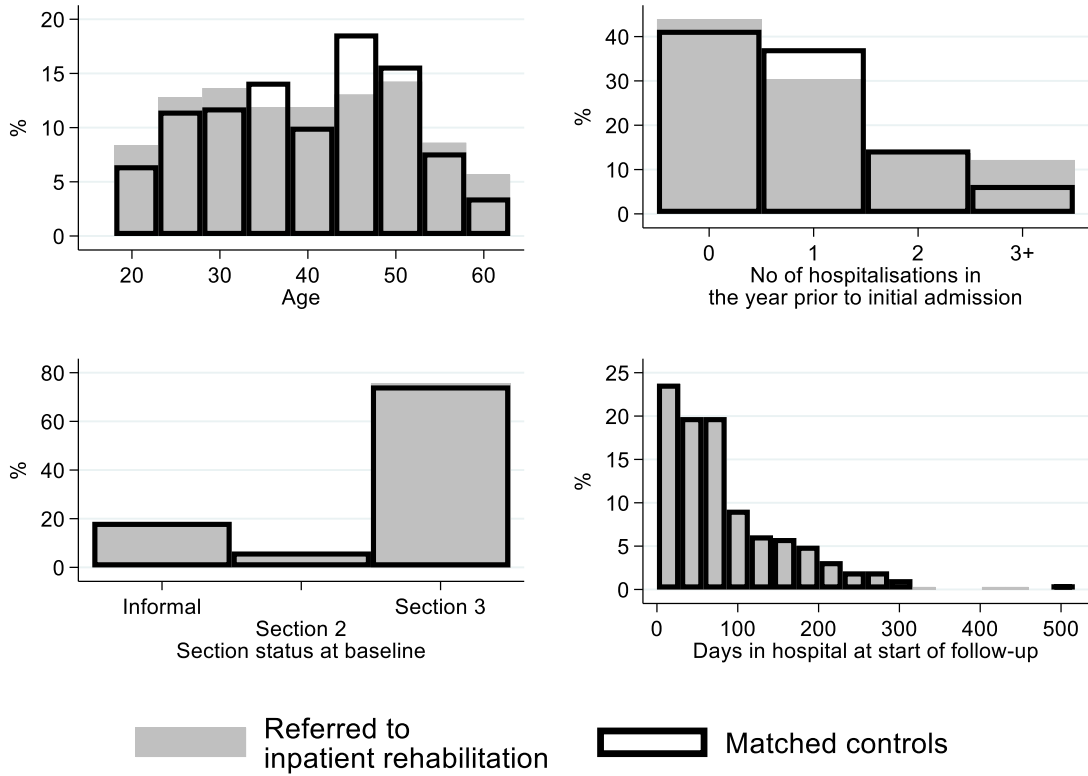 20
15
10
5
0
%
20 30 40 50 60
Age
40
30
20
10
0
%
0 1 2 3+
No of hospitalisations in
the year prior to initial admission
80
60
40
20
0
%
Informal Section 3
Section 2
Section status at baseline
25
20
15
10
5
0
%
0 100 200 300 400 500
Days in hospital at start of follow-up
Referred to
inpatient rehabilitation
Matched controls